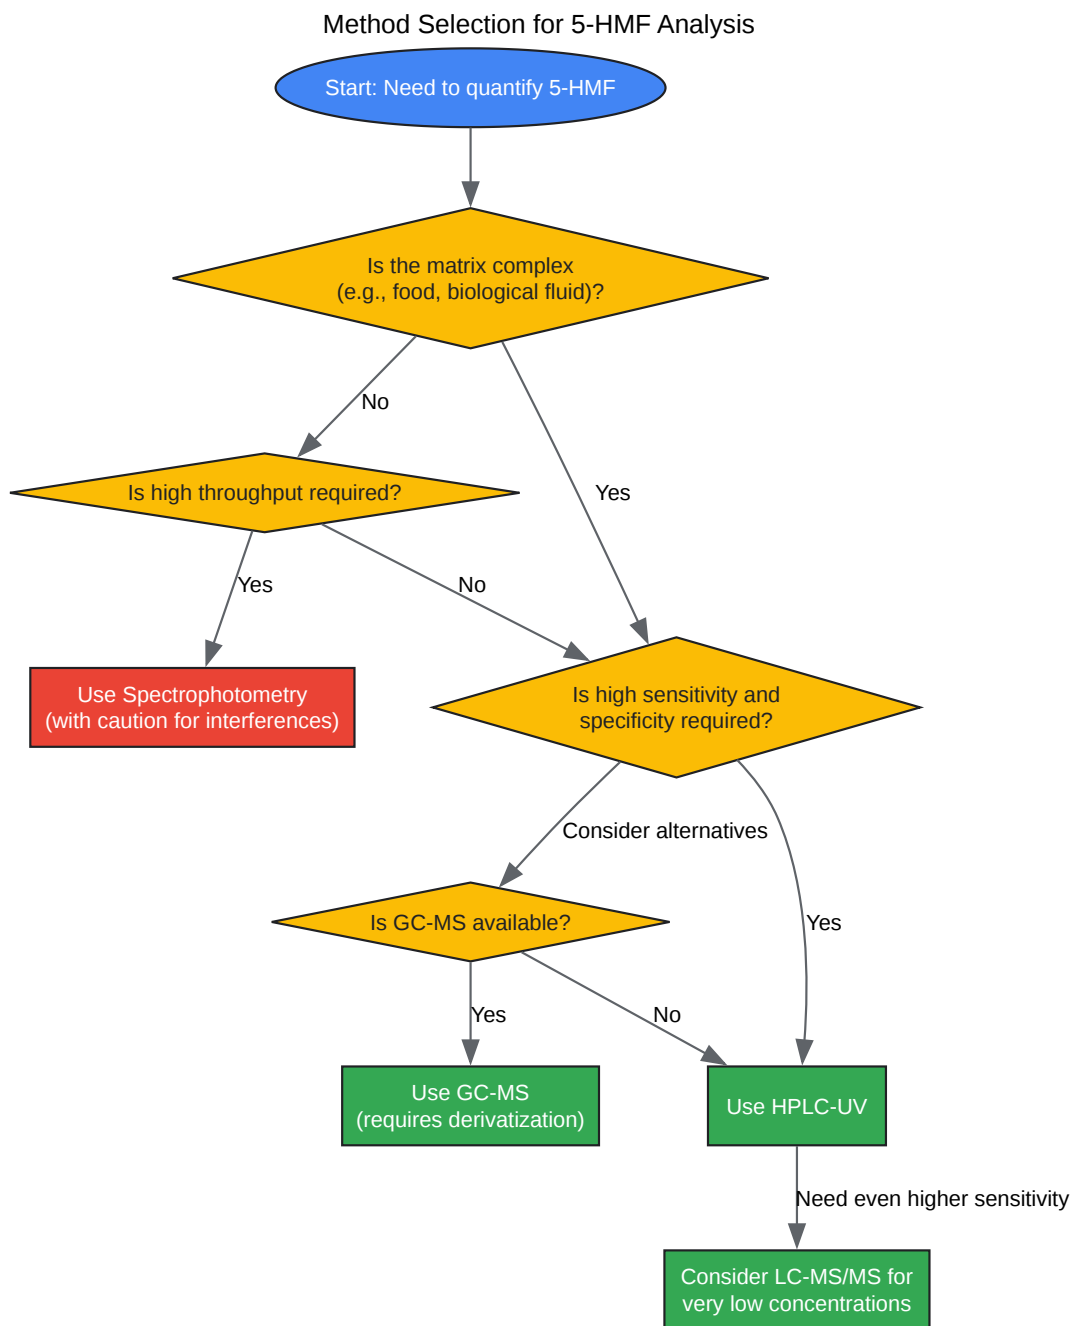 Method Selection for 5-HMF Analysis
Start: Need to quantify 5-HMF
Is the matrix complex
(e.g., food, biological fluid)?
No
Is high throughput required?
Yes
Yes
No
Use Spectrophotometry
(with caution for interferences)
Is high sensitivity and
specificity required?
Consider alternatives
Is GC-MS available?
Yes
Yes
No
Use GC-MS
(requires derivatization)
Use HPLC-UV
Need even higher sensitivity
Consider LC-MS/MS for
very low concentrations